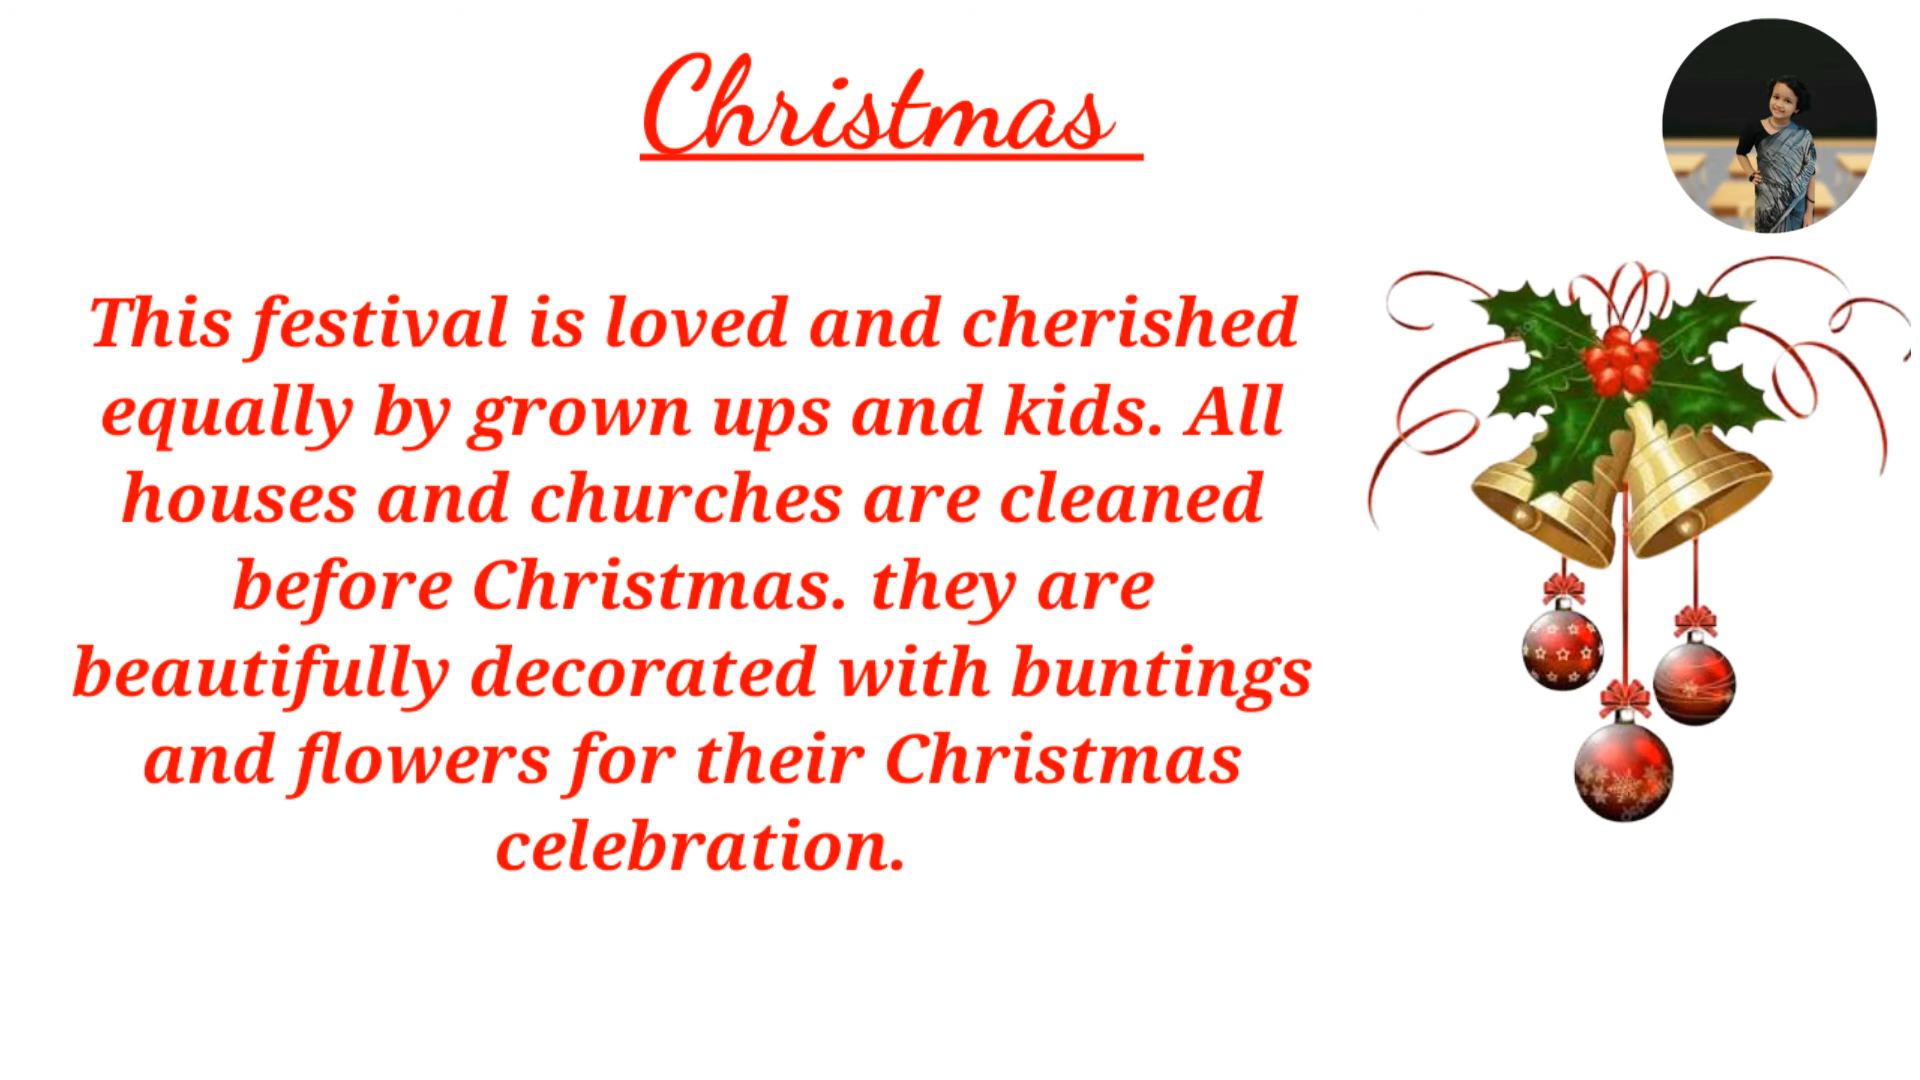 Christmas
This festival is loved and cherished
equally by grown ups and kids. All
houses and churches are cleaned
before Christmas. they are
beautifully decorated with buntings
and flowers for their Christmas
celebration.